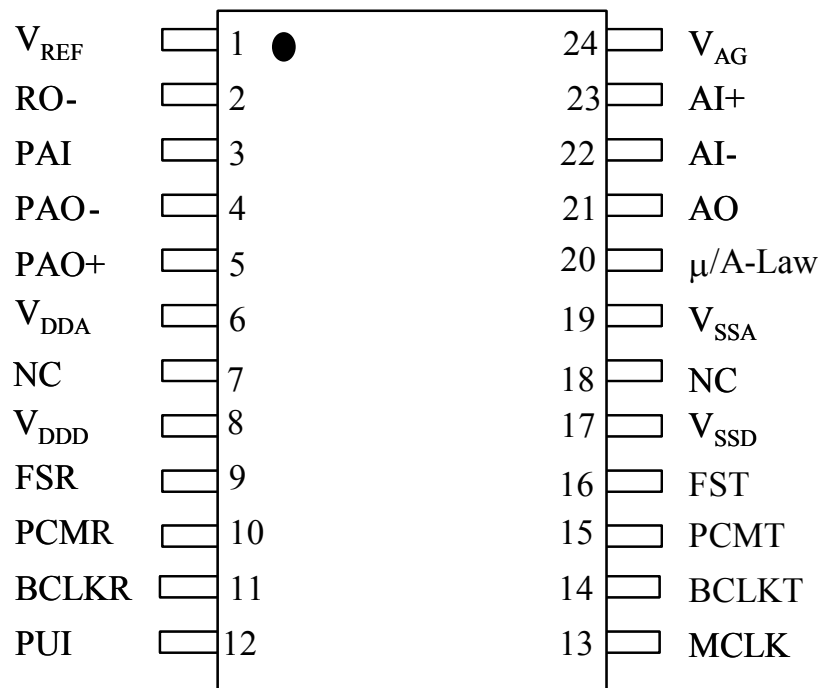 V_REF 1 24 V_AG
RO- 2 23 AI+
PAI 3 22 AI-
PAO- 4 21 AO
PAO+ 5 20 μ/A-Law
V_DDA 6 19 V_SSA
NC 7 18 NC
V_DDD 8 17 V_SSD
FSR 9 16 FST
PCMR 10 15 PCMT
BCLKR 11 14 BCLKT
PUI 12 13 MCLK